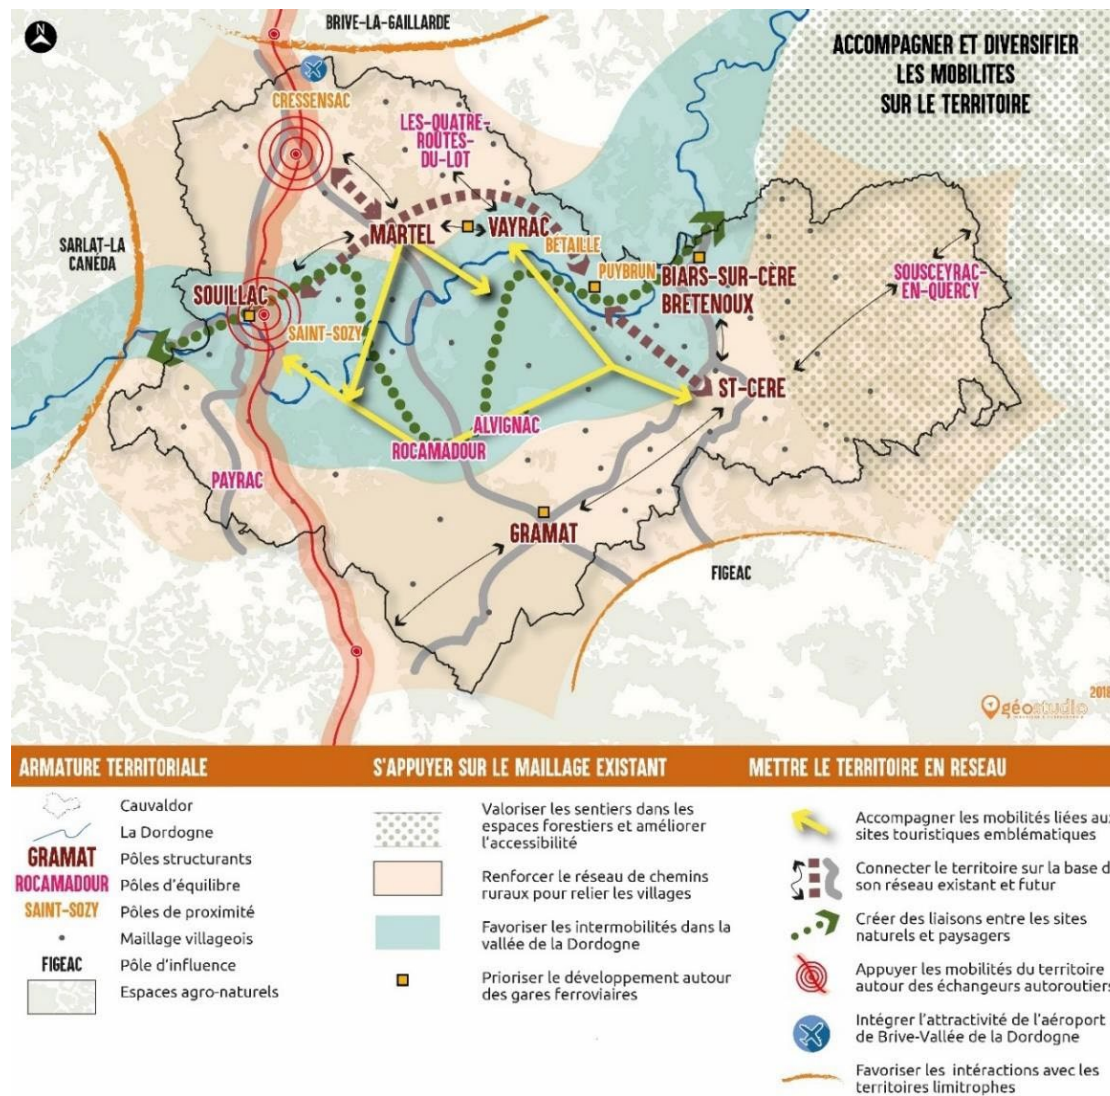 N
BRIVE-LA-GAILLARDE
ACCOMPAGNER ET DIVERSIFIER
LES MOBILITES
SUR LE TERRITOIRE
CRESSENSAC
LES-QUATRE-
ROUTES-
DU-LOT
SARLAT-LA
CANÉDA
MARTEL
VAYRAC
BETAILLE
PUYBRUN
BIARS-SUR-CÈRE
BRETENOUX
SOUSCEYRAC-
EN-QUERCY
SOUILLAC
SAINT-SOZY
ST-CERE
ALVIGNAC
ROCAMADOUR
PAYRAC
GRAMAT
FIGEAC
2018
géostudio
ARMATURE TERRITORIALE
Cauvaldor
La Dordogne
GRAMAT Pôles structurants
ROCAMADOUR Pôles d'équilibre
SAINT-SOZY Pôles de proximité
Maillage villageois
FIGEAC Pôle d'influence
Espaces agro-naturels
S'APPUYER SUR LE MAILLAGE EXISTANT
Valoriser les sentiers dans les
espaces forestiers et améliorer
l'accessibilité
Renforcer le réseau de chemins
ruraux pour relier les villages
Favoriser les intermobilités dans la
vallée de la Dordogne
Prioriser le développement autour
des gares ferroviaires
METTRE LE TERRITOIRE EN RESEAU
Accompagner les mobilités liées aux
sites touristiques emblématiques
Connecter le territoire sur la base d
son réseau existant et futur
Créer des liaisons entre les sites
naturels et paysagers
Appuyer les mobilités du territoire
autour des échangeurs autoroutiers
Intégrer l'attractivité de l'aéroport
de Brive-Vallée de la Dordogne
Favoriser les intéractions avec les
territoires limitrophes